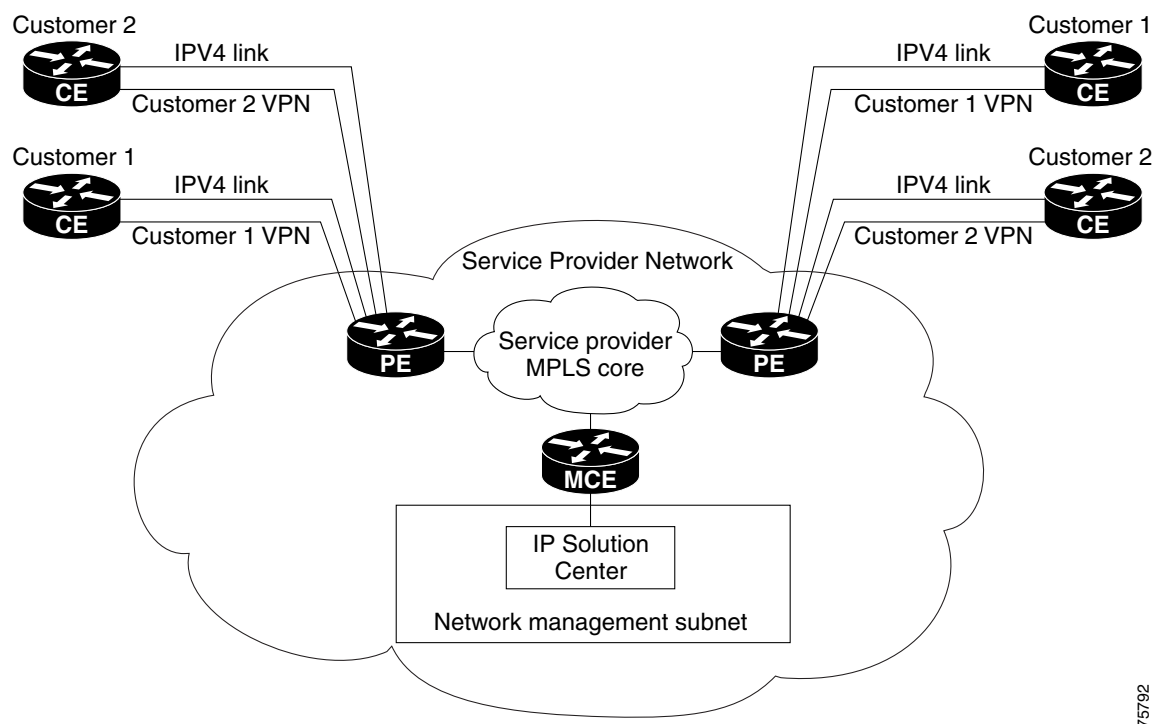 Customer 2
IPV4 link
CE
Customer 2 VPN
Customer 1
IPV4 link
CE
Customer 1 VPN
Customer 1
IPV4 link
CE
Customer 1 VPN
Customer 2
IPV4 link
CE
Customer 2 VPN
Service Provider Network
PE
Service provider
MPLS core
PE
MCE
IP Solution
Center
Network management subnet
75792